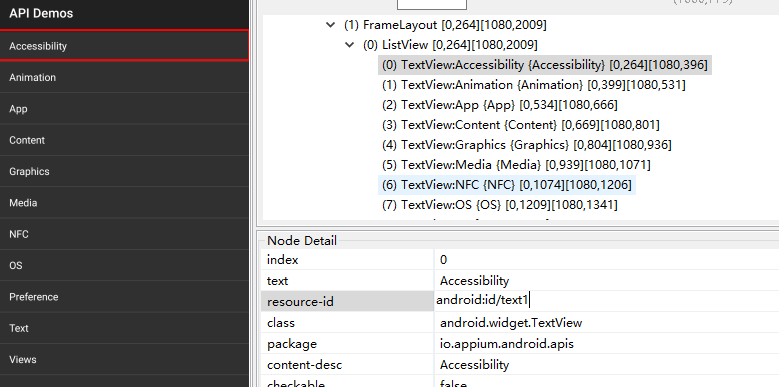 API Demos
Accessibility
Animation
App
Content
Graphics
Media
NFC
OS
Preference
Text
Views
(1) FrameLayout [0,264][1080,2009]
(0) ListView [0,264][1080,2009]
(0) TextView:Accessibility {Accessibility} [0,264][1080,396]
(1) TextView:Animation {Animation} [0,399][1080,531]
(2) TextView:App {App} [0,534][1080,666]
(3) TextView:Content {Content} [0,669][1080,801]
(4) TextView:Graphics {Graphics} [0,804][1080,936]
(5) TextView:Media {Media} [0,939][1080,1071]
(6) TextView:NFC {NFC} [0,1074][1080,1206]
(7) TextView:OS {OS} [0,1209][1080,1341]
Node Detail
index 0
text Accessibility
resource-id android:id/text1
class android.widget.TextView
package io.appium.android.apis
content-desc Accessibility
checkable false